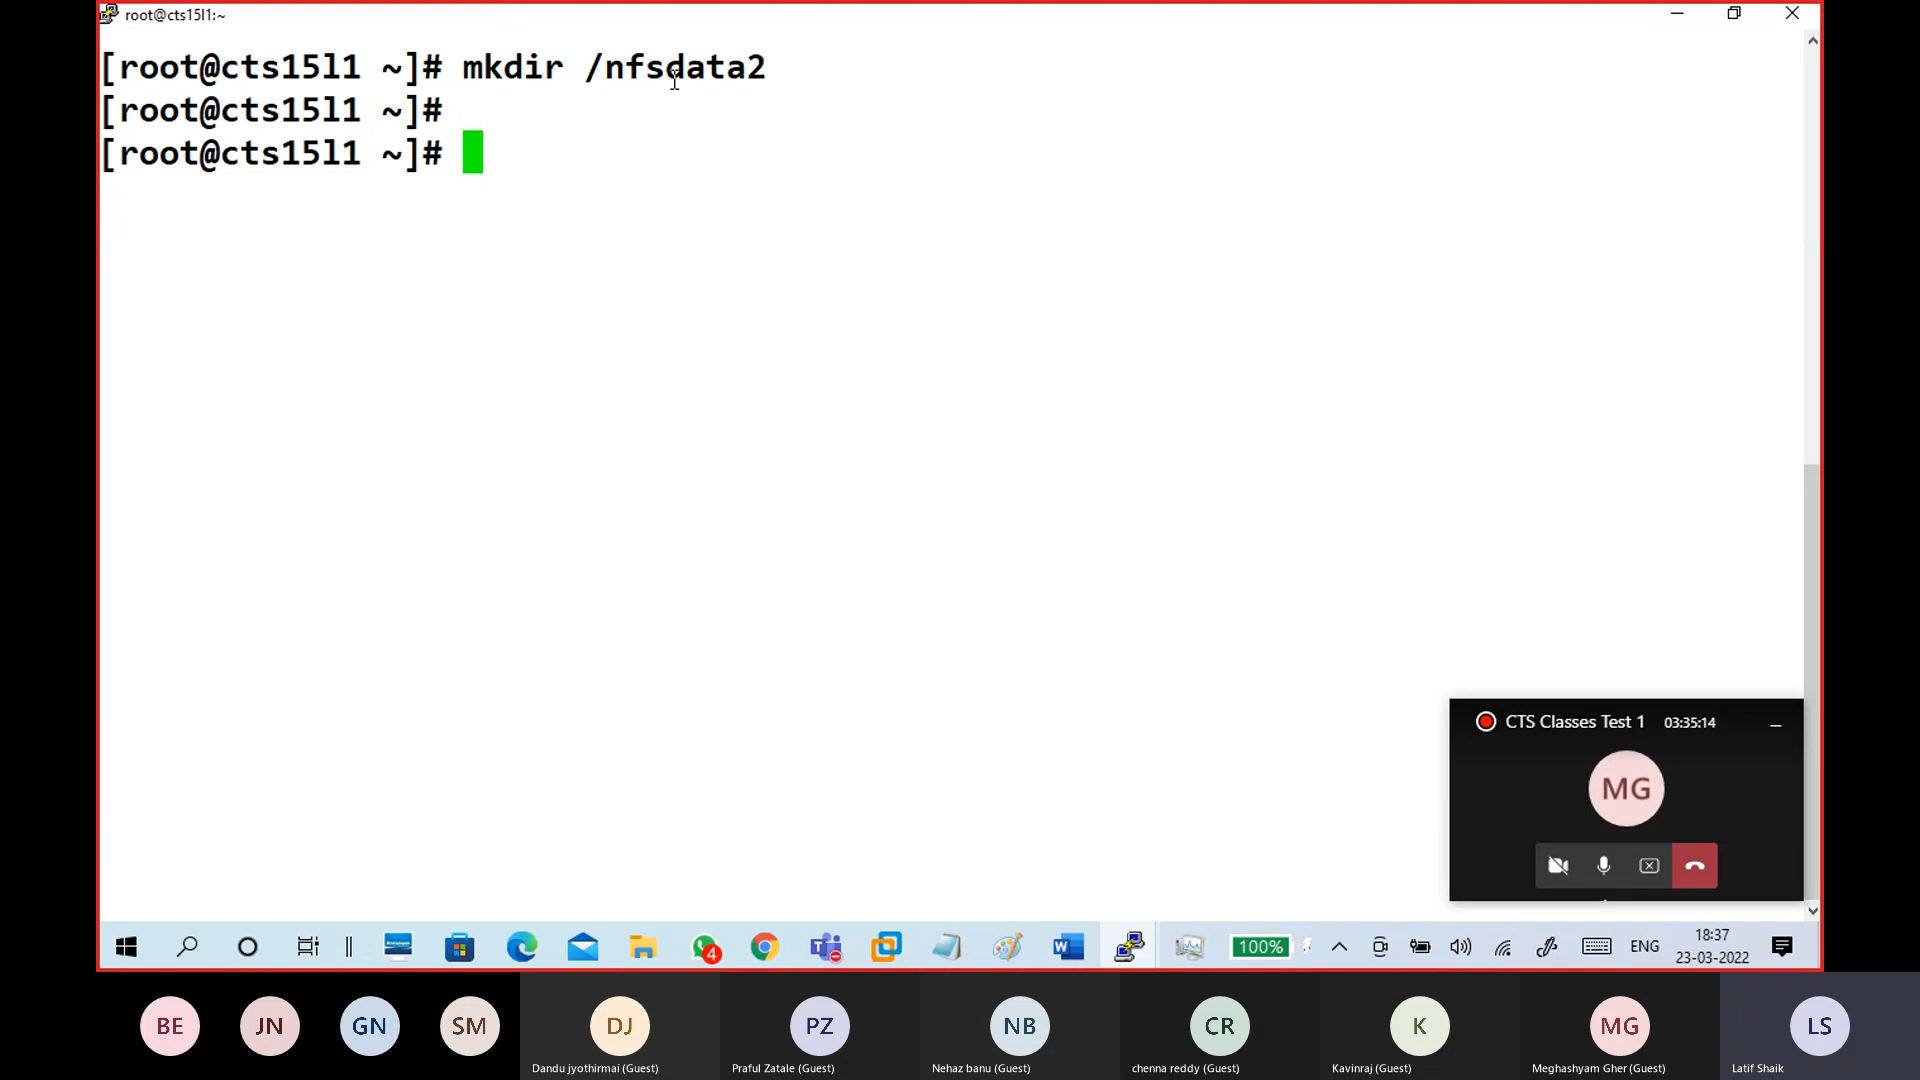 root@cts15l1:~
[root@cts15l1 ~]# mkdir /nfsdata2
[root@cts15l1 ~]#
[root@cts15l1 ~]#
CTS Classes Test 1 03:35:14
MG
4
100%
ENG
18:37
23-03-2022
BE
JN
GN
SM
DJ
PZ
NB
CR
K
MG
LS
Dandu jyothirmai (Guest)
Praful Zatale (Guest)
Nehaz banu (Guest)
chenna reddy (Guest)
Kavinraj (Guest)
Meghashyam Gher (Guest)
Latif Shaik